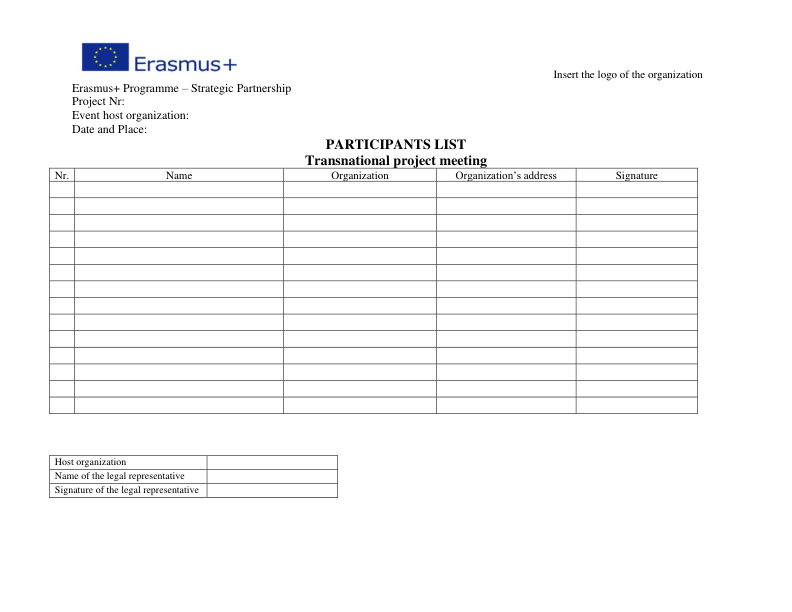 Erasmus+
Insert the logo of the organization
Erasmus+ Programme – Strategic Partnership
Project Nr:
Event host organization:
Date and Place:
PARTICIPANTS LIST
Transnational project meeting
Nr. Name Organization Organization’s address Signature
Host organization
Name of the legal representative
Signature of the legal representative